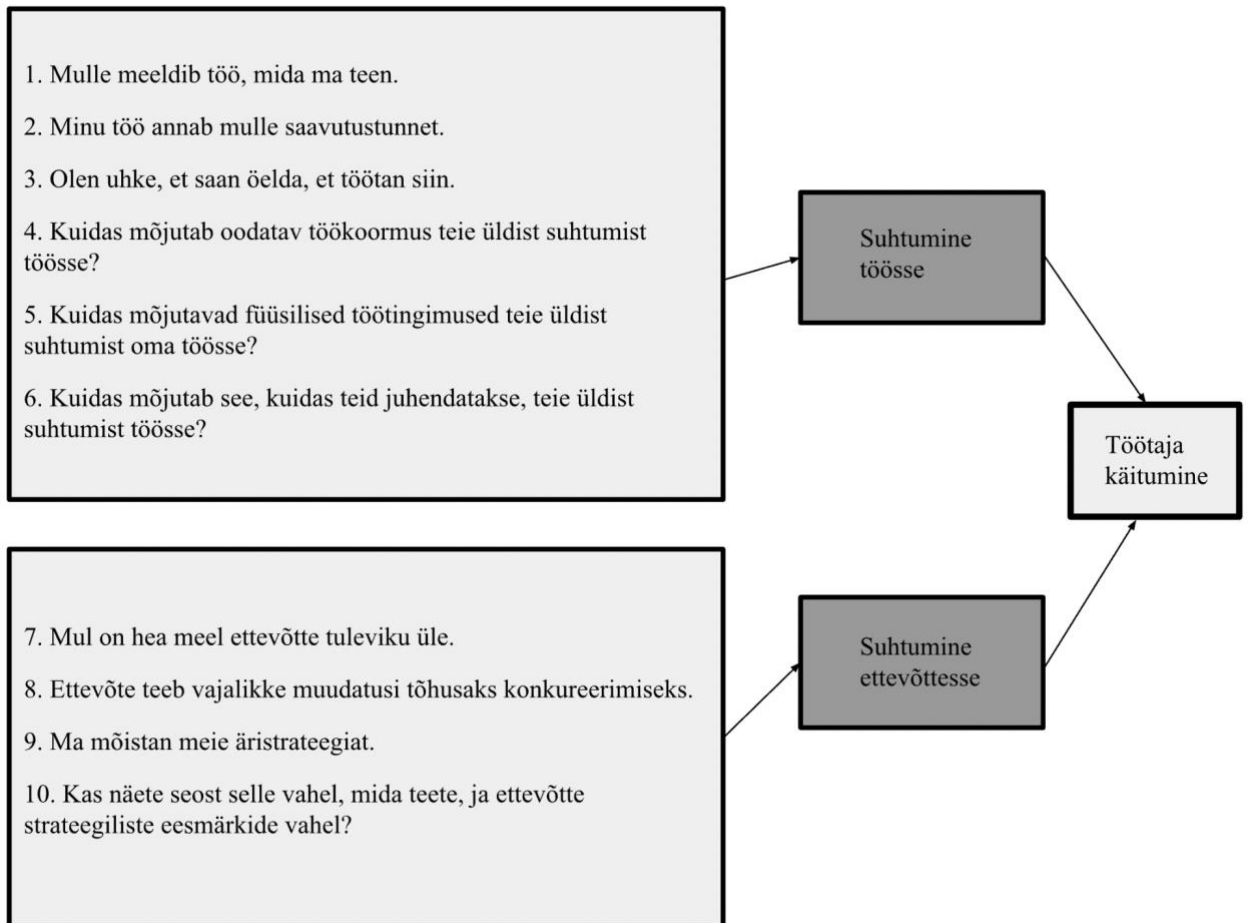 1. Mulle meeldib töö, mida ma teen.
2. Minu töö annab mulle saavutustunnet.
3. Olen uhke, et saan öelda, et töötan siin.
4. Kuidas mõjutab oodatav töökoormus teie üldist suhtumist
töösse?
5. Kuidas mõjutavad füüsilised töötingimused teie üldist
suhtumist oma töösse?
6. Kuidas mõjutab see, kuidas teid juhendatakse, teie üldist
suhtumist töösse?
Suhtumine
töösse
Töötaja
käitumine
7. Mul on hea meel ettevõtte tuleviku üle.
8. Ettevõte teeb vajalikke muudatusi tõhusaks konkureerimiseks.
9. Ma mõistan meie äristrateegiat.
10. Kas näete seost selle vahel, mida teete, ja ettevõtte
strateegiliste eesmärkide vahel?
Suhtumine
ettevõttesse